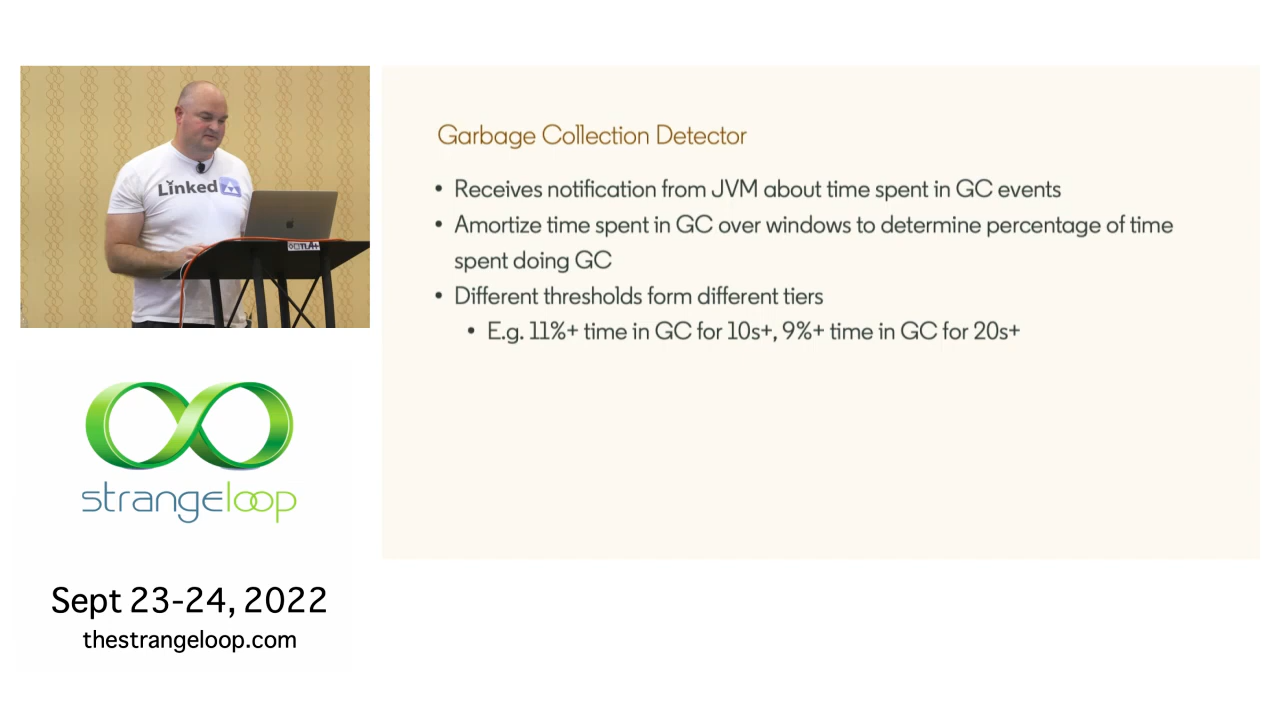 Linked
Garbage Collection Detector
• Receives notification from JVM about time spent in GC events
• Amortize time spent in GC over windows to determine percentage of time
spent doing GC
• Different thresholds form different tiers
• E.g. 11%+ time in GC for 10s+, 9%+ time in GC for 20s+
strangeloop
Sept 23-24, 2022
thestrangeloop.com